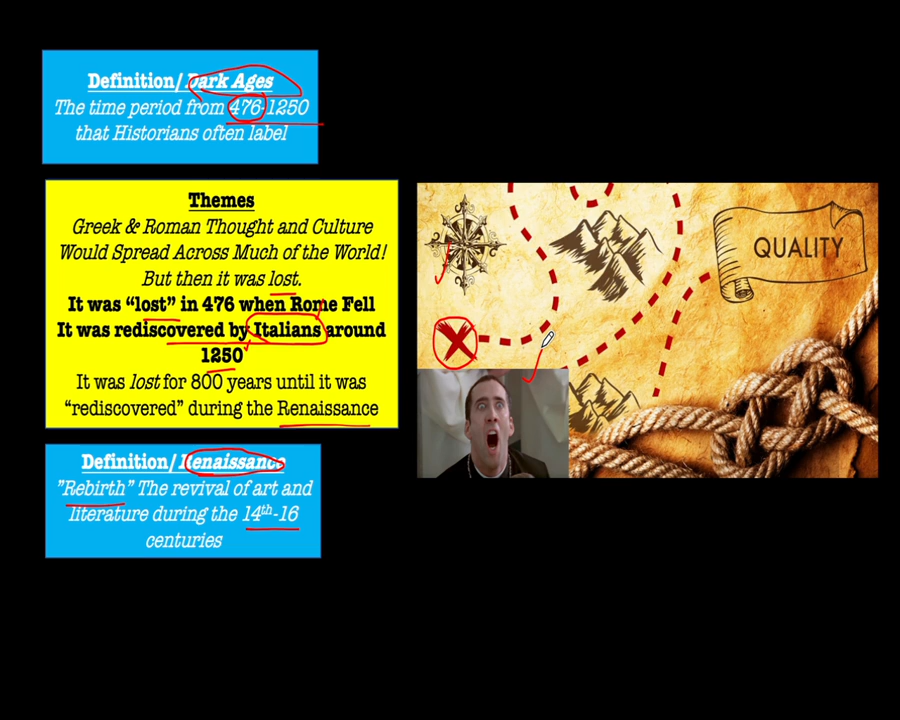 Definition/ Dark Ages
The time period from 476-1250
that Historians often label
Themes
Greek & Roman Thought and Culture
Would Spread Across Much of the World!
But then it was lost.
It was “lost” in 476 when Rome Fell
It was rediscovered by Italians around
1250
It was lost for 800 years until it was
“rediscovered” during the Renaissance
Definition/ Renaissance
”Rebirth” The revival of art and
literature during the 14th-16
centuries
QUALITY